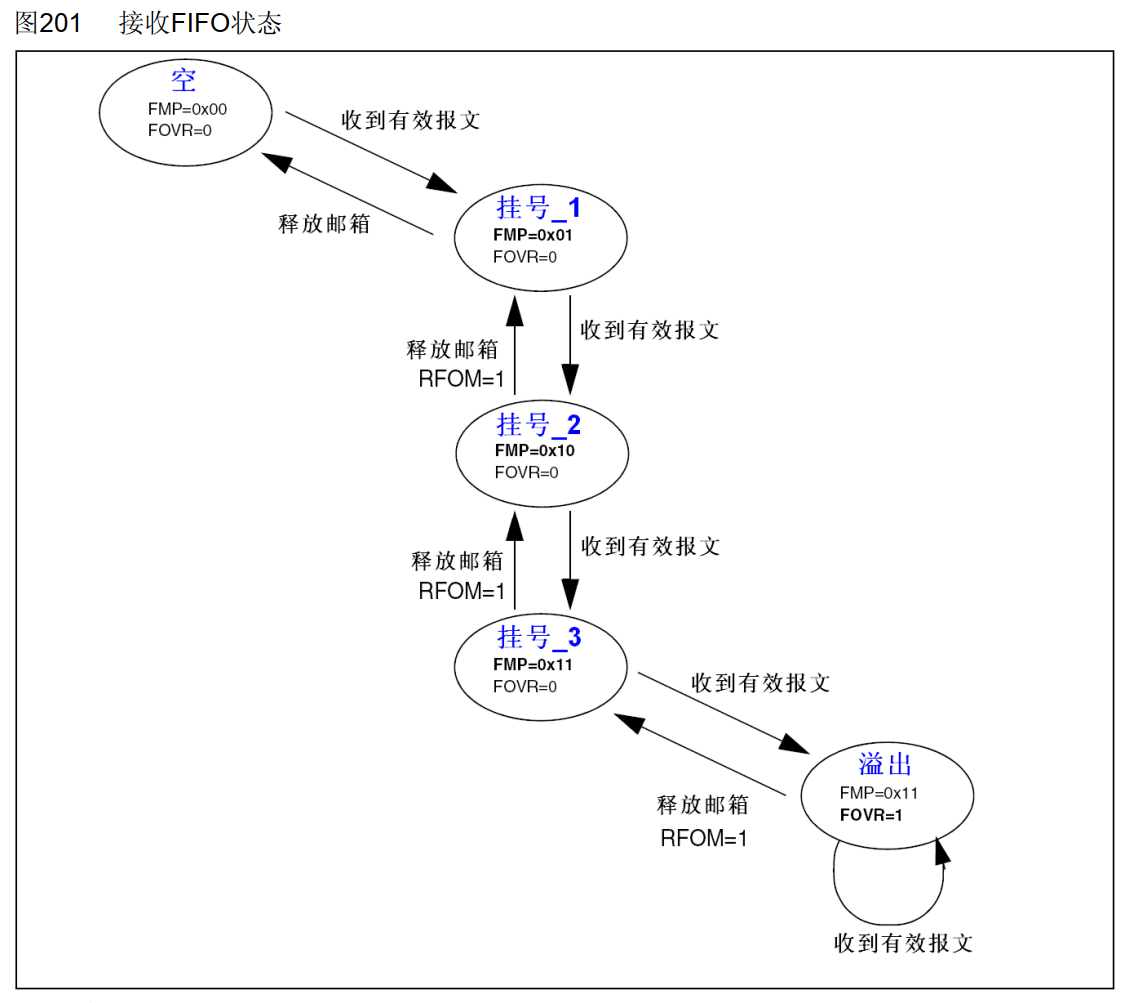 图201 接收FIFO状态
空
FMP=0x00
FOVR=0
收到有效报文
释放邮箱
挂号_1
FMP=0x01
FOVR=0
收到有效报文
释放邮箱
RFOM=1
挂号_2
FMP=0x10
FOVR=0
收到有效报文
释放邮箱
RFOM=1
挂号_3
FMP=0x11
FOVR=0
收到有效报文
释放邮箱
RFOM=1
溢出
FMP=0x11
FOVR=1
收到有效报文